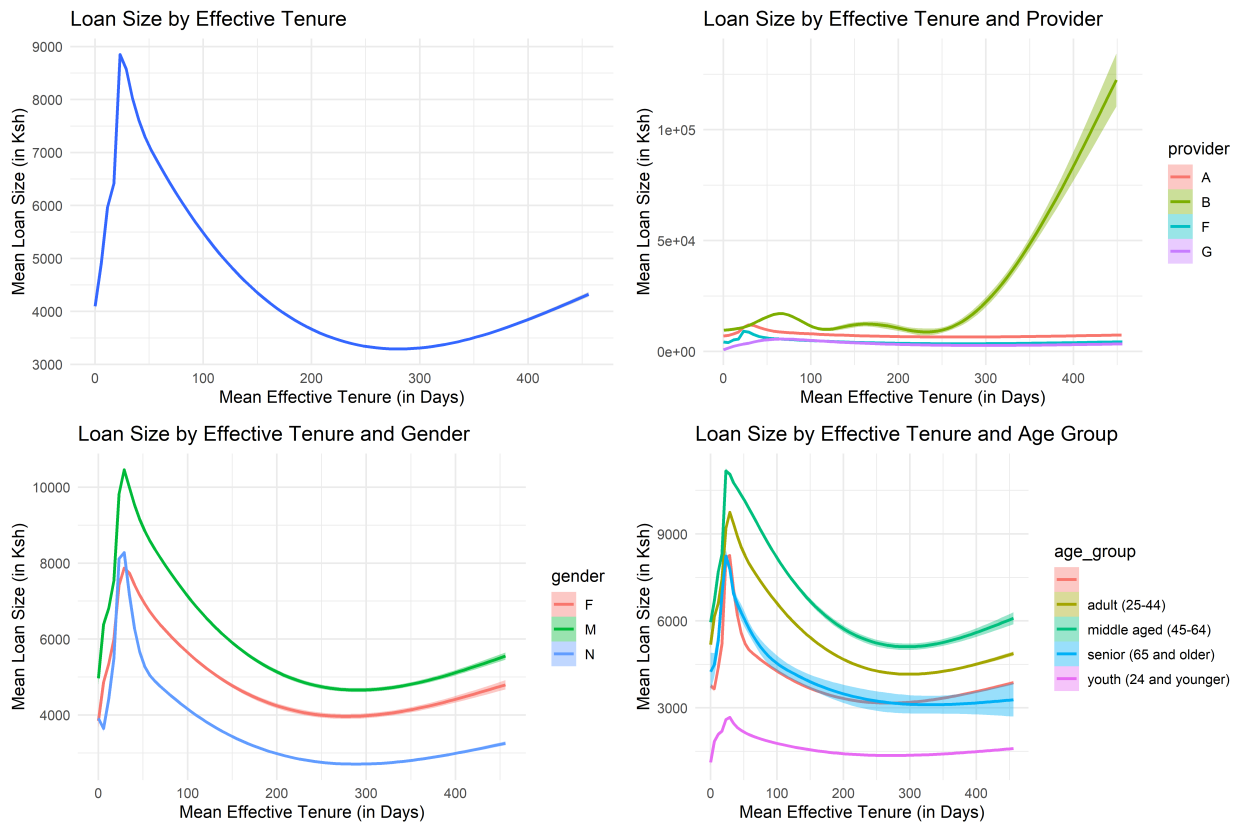 Loan Size by Effective Tenure
9000
8000
7000
6000
5000
4000
3000
0 100 200 300 400
Mean Effective Tenure (in Days)
Mean Loan Size (in Ksh)
Loan Size by Effective Tenure and Provider
1e+05
5e+04
0e+00
0 100 200 300 400
Mean Effective Tenure (in Days)
Mean Loan Size (in Ksh)
provider
A
B
F
G
Loan Size by Effective Tenure and Gender
10000
8000
6000
4000
0 100 200 300 400
Mean Effective Tenure (in Days)
Mean Loan Size (in Ksh)
gender
F
M
N
Loan Size by Effective Tenure and Age Group
9000
6000
3000
0 100 200 300 400
Mean Effective Tenure (in Days)
Mean Loan Size (in Ksh)
age_group
adult (25-44)
middle aged (45-64)
senior (65 and older)
youth (24 and younger)